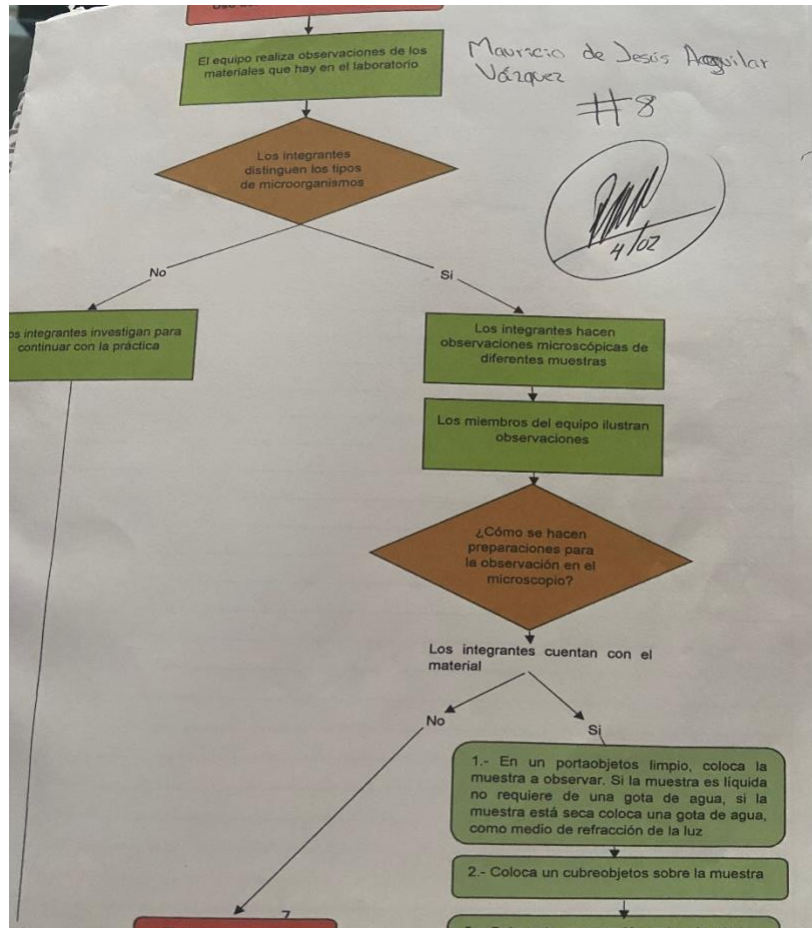 El equipo realiza observaciones de los
materiales que hay en el laboratorio
Mauricio de Jesús Aguilar
Vázquez
#8
4/02
Los integrantes
distinguen los tipos
de microorganismos
No
Si
os integrantes investigan para
continuar con la práctica
Los integrantes hacen
observaciones microscópicas de
diferentes muestras
Los miembros del equipo ilustran
observaciones
¿Cómo se hacen
preparaciones para
la observación en el
microscopio?
Los integrantes cuentan con el
material
No
Si
1.- En un portaobjetos limpio, coloca la
muestra a observar. Si la muestra es líquida
no requiere de una gota de agua, si la
muestra está seca coloca una gota de agua,
como medio de refracción de la luz
2.- Coloca un cubreobjetos sobre la muestra
7